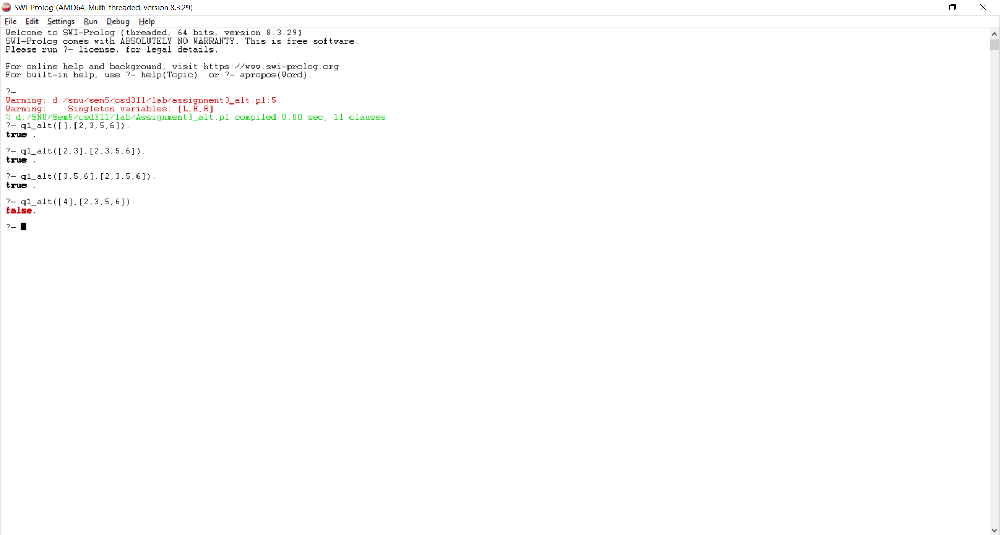 SWI-Prolog (AMD64, Multi-threaded, version 8.3.29)
File Edit Settings Run Debug Help
Welcome to SWI-Prolog (threaded, 64 bits, version 8.3.29)
SWI-Prolog comes with ABSOLUTELY NO WARRANTY. This is free software.
Please run ?- license. for legal details.
For online help and background, visit https://www.swi-prolog.org
For built-in help, use ?- help(Topic). or ?- apropos(Word).
?-
Warning: d:/snu/sem5/csd311/lab/assignment3_alt.pl:5:
Warning:    Singleton variables: [L,H,R]
% d:/SNU/Sem5/csd311/lab/Assignment3_alt.pl compiled 0.00 sec, 11 clauses
?- q1_alt([],[2,3,5,6]).
true .
?- q1_alt([2,3],[2,3,5,6]).
true .
?- q1_alt([3,5,6],[2,3,5,6]).
true .
?- q1_alt([4],[2,3,5,6]).
false.
?-